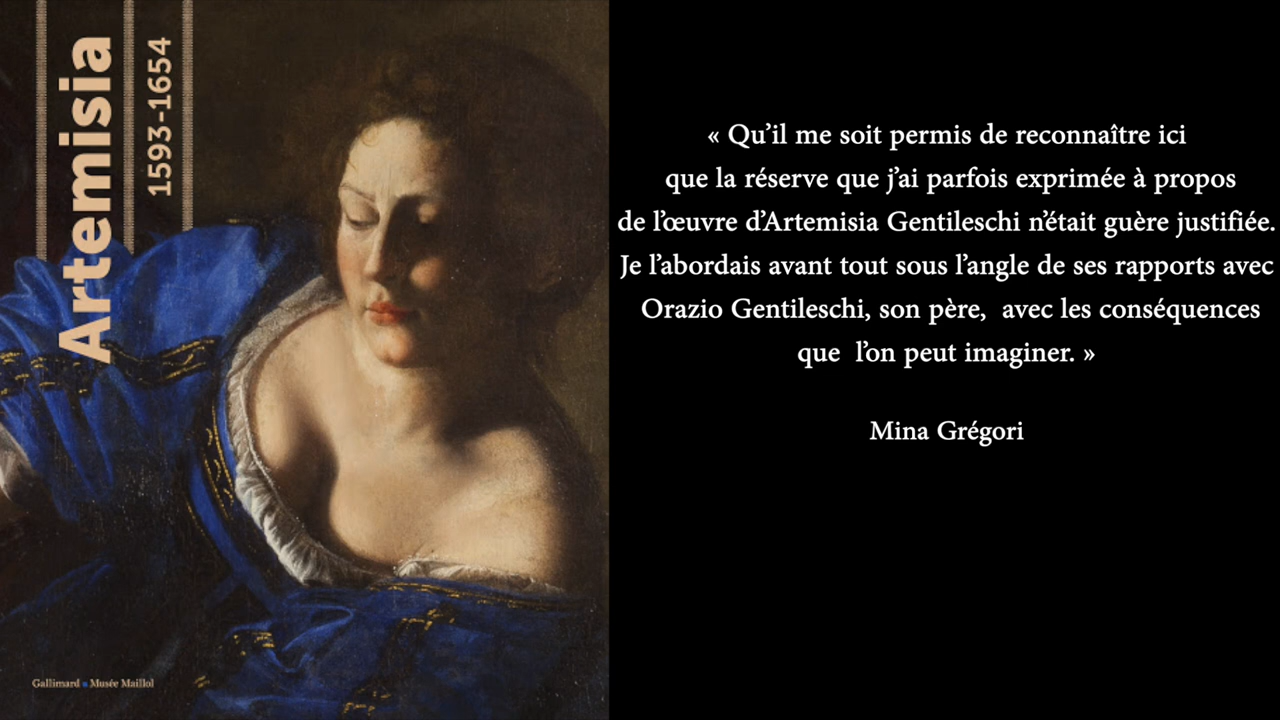 Artemisia
1593-1654
Gallimard Musée Maillol
« Qu’il me soit permis de reconnaître ici
que la réserve que j’ai parfois exprimée à propos
de l’œuvre d’Artemisia Gentileschi n’était guère justifiée.
Je l’abordais avant tout sous l’angle de ses rapports avec
Orazio Gentileschi, son père,  avec les conséquences
que  l’on peut imaginer. »
Mina Grégori